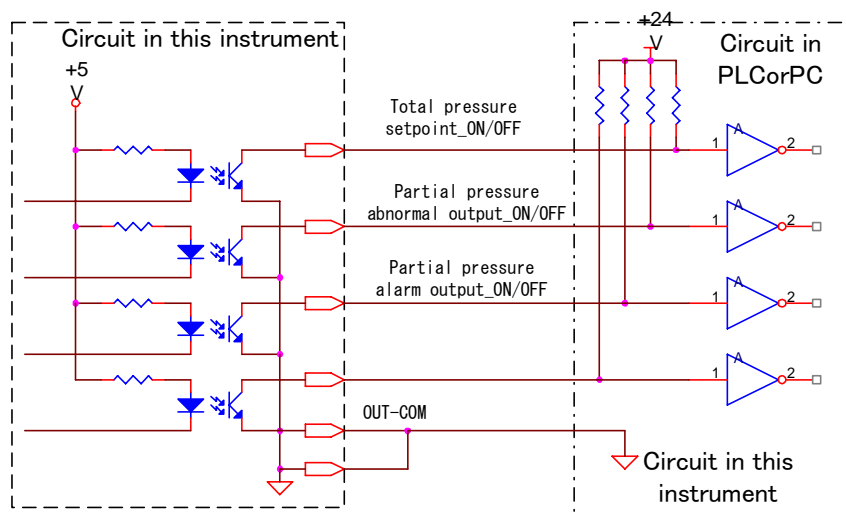 Circuit in this instrument
+5
V
Total pressure
setpoint_ON/OFF
Partial pressure
abnormal output_ON/OFF
Partial pressure
alarm output_ON/OFF
OUT-COM
+24
V
Circuit in
PLCorPC
1 A 2
1 A 2
1 A 2
1 A 2
Circuit in this
instrument